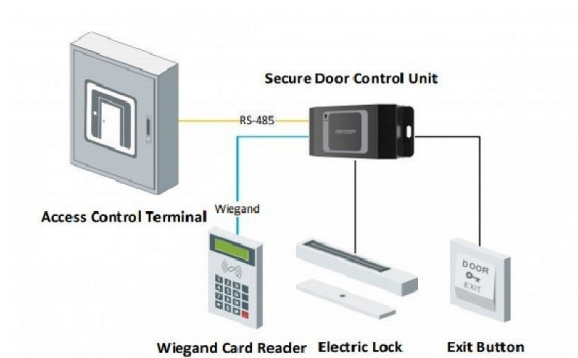 Secure Door Control Unit
RS-485
Access Control Terminal
Wiegand
DOOR
EXIT
Wiegand Card Reader
Electric Lock
Exit Button